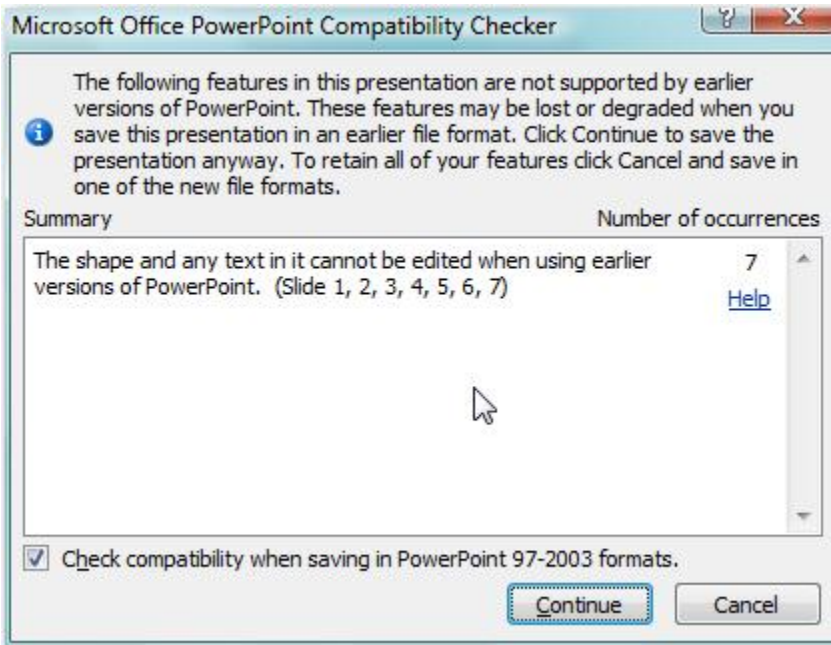 Microsoft Office PowerPoint Compatibility Checker
The following features in this presentation are not supported by earlier
versions of PowerPoint. These features may be lost or degraded when you
save this presentation in an earlier file format. Click Continue to save the
presentation anyway. To retain all of your features click Cancel and save in
one of the new file formats.
Summary Number of occurrences
The shape and any text in it cannot be edited when using earlier 7
versions of PowerPoint. (Slide 1, 2, 3, 4, 5, 6, 7) Help
Check compatibility when saving in PowerPoint 97-2003 formats.
Continue Cancel